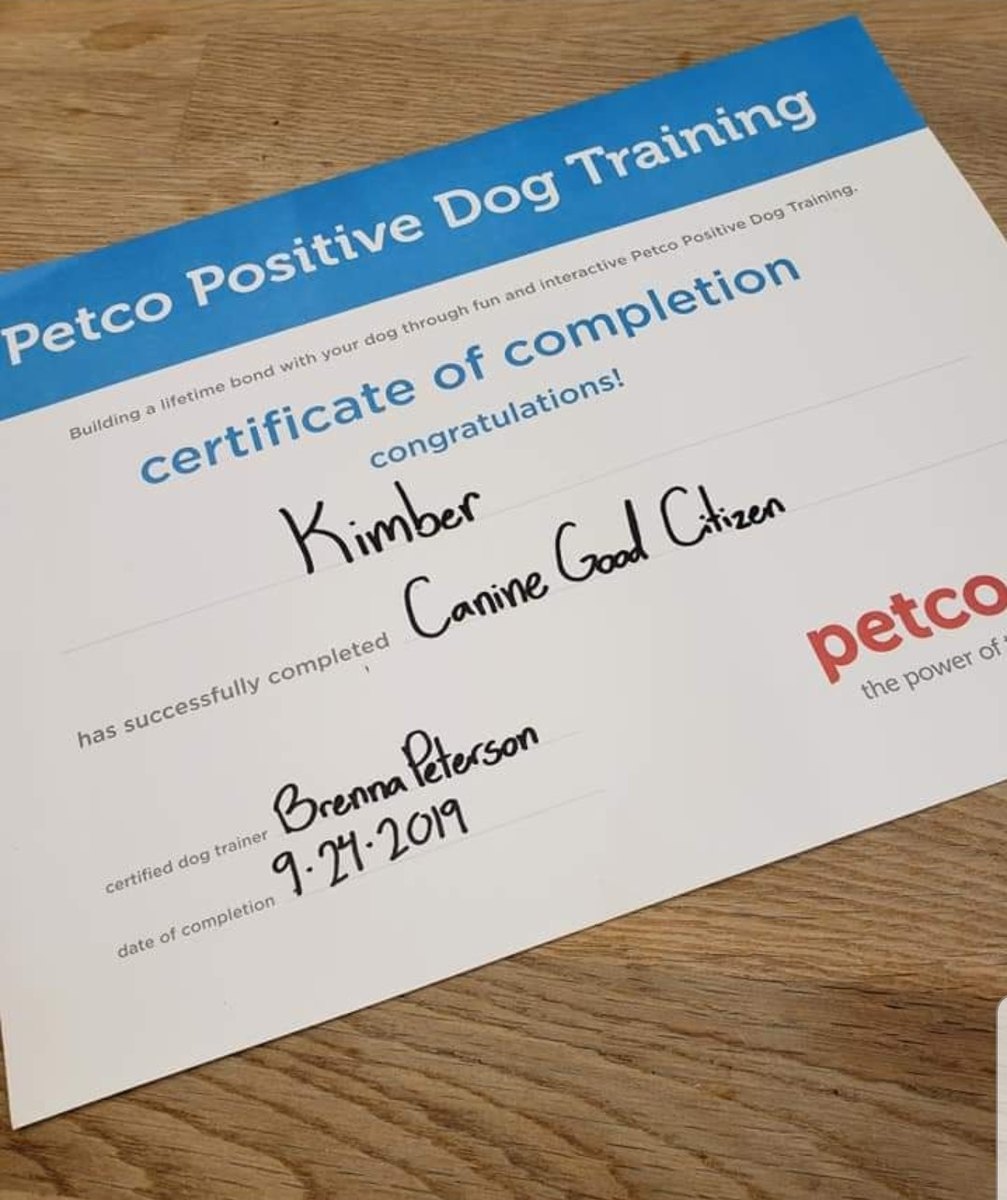 Petco Positive Dog Training
Building a lifetime bond with your dog through fun and interactive Petco Positive Dog Training.
certificate of completion
congratulations!
Kimber
has successfully completed Canine Good Citizen
petco
the power of
certified dog trainer Brenna Peterson
date of completion 9.24.2019